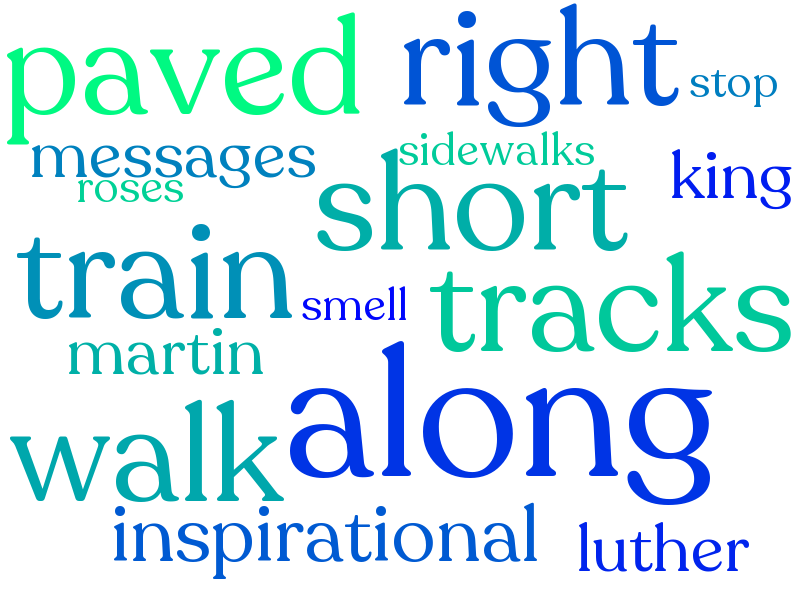 paved
right
stop
messages
sidewalks
roses
short
king
train
smell
tracks
martin
along
walk
inspirational
luther